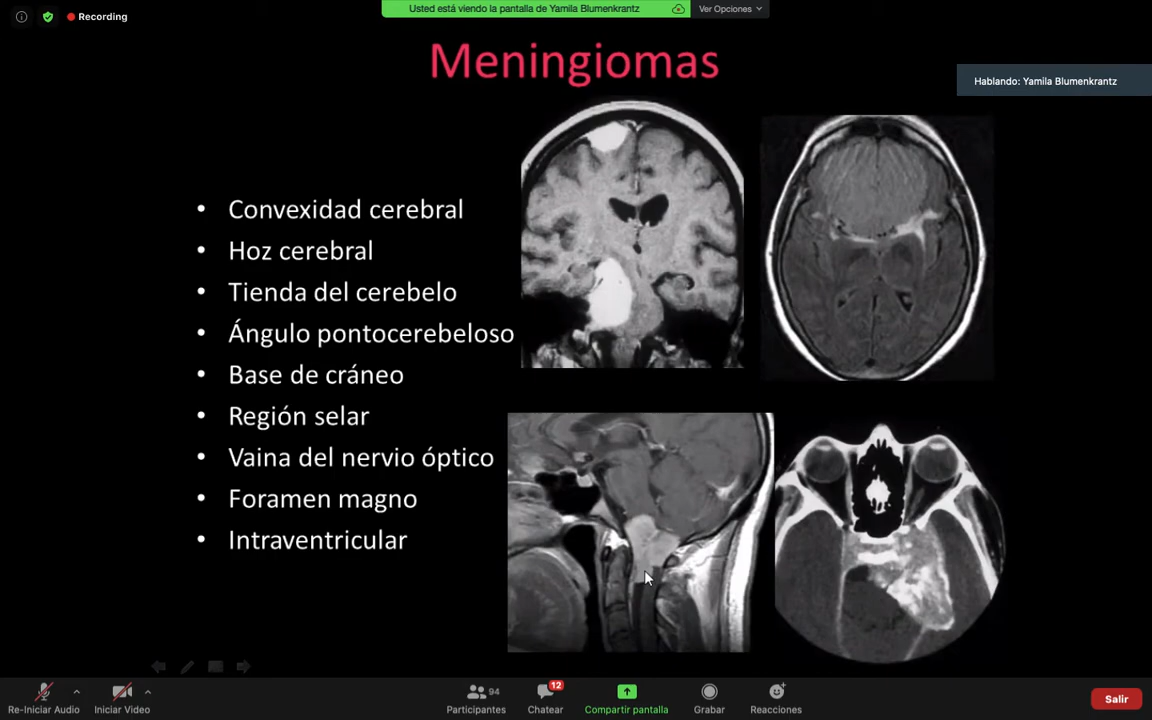 Recording
Usted está viendo la pantalla de Yamila Blumenkrantz
Ver Opciones
Meningiomas
Hablando: Yamila Blumenkrantz
• Convexidad cerebral
• Hoz cerebral
• Tienda del cerebelo
• Ángulo pontocerebeloso
• Base de cráneo
• Región selar
• Vaina del nervio óptico
• Foramen magno
• Intraventricular
94
12
Re-Iniciar Audio
Iniciar Video
Participantes
Chatear
Compartir pantalla
Grabar
Reacciones
Salir